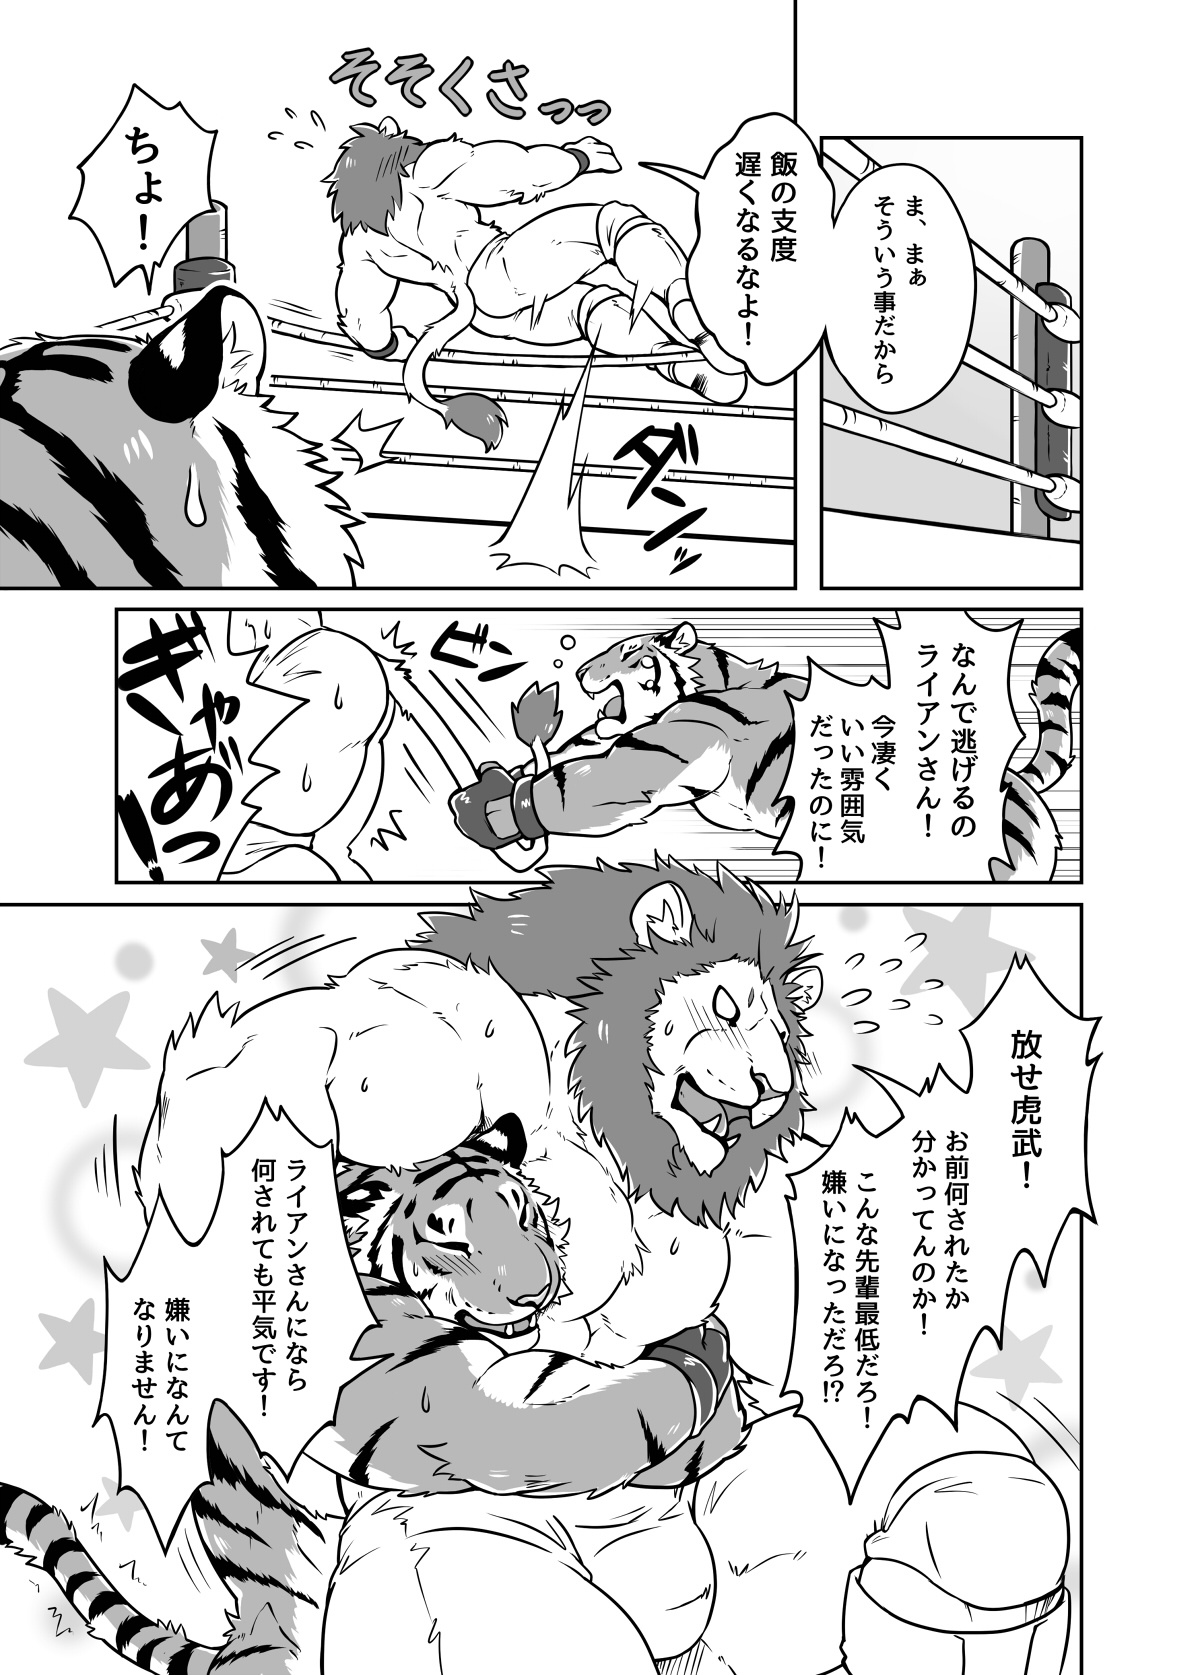 ま、まぁ
そういう事だから
飯の支度
遅くなるなよ！
そそくさっっ
ダンッ
ちょ！
なんで逃げるの
ライアンさん！
今凄く
いい雰囲気
だったのに！
ビンッ
ぎゃあっ！
放せ虎武！
お前何されたか
分かってんのか！
こんな先輩最低だろ！
嫌いになっただろ!?
ライアンさんになら
何されても平気です！
嫌いになんて
なりません！